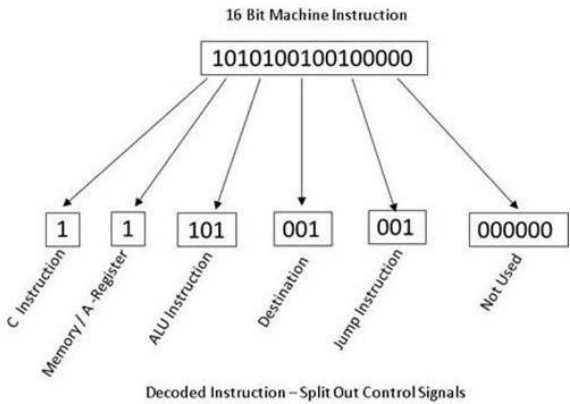 16 Bit Machine Instruction
1010100100100000
1
1
101
001
001
000000
C Instruction
Memory / A -Register
ALU Instruction
Destination
Jump Instruction
Not Used
Decoded Instruction – Split Out Control Signals